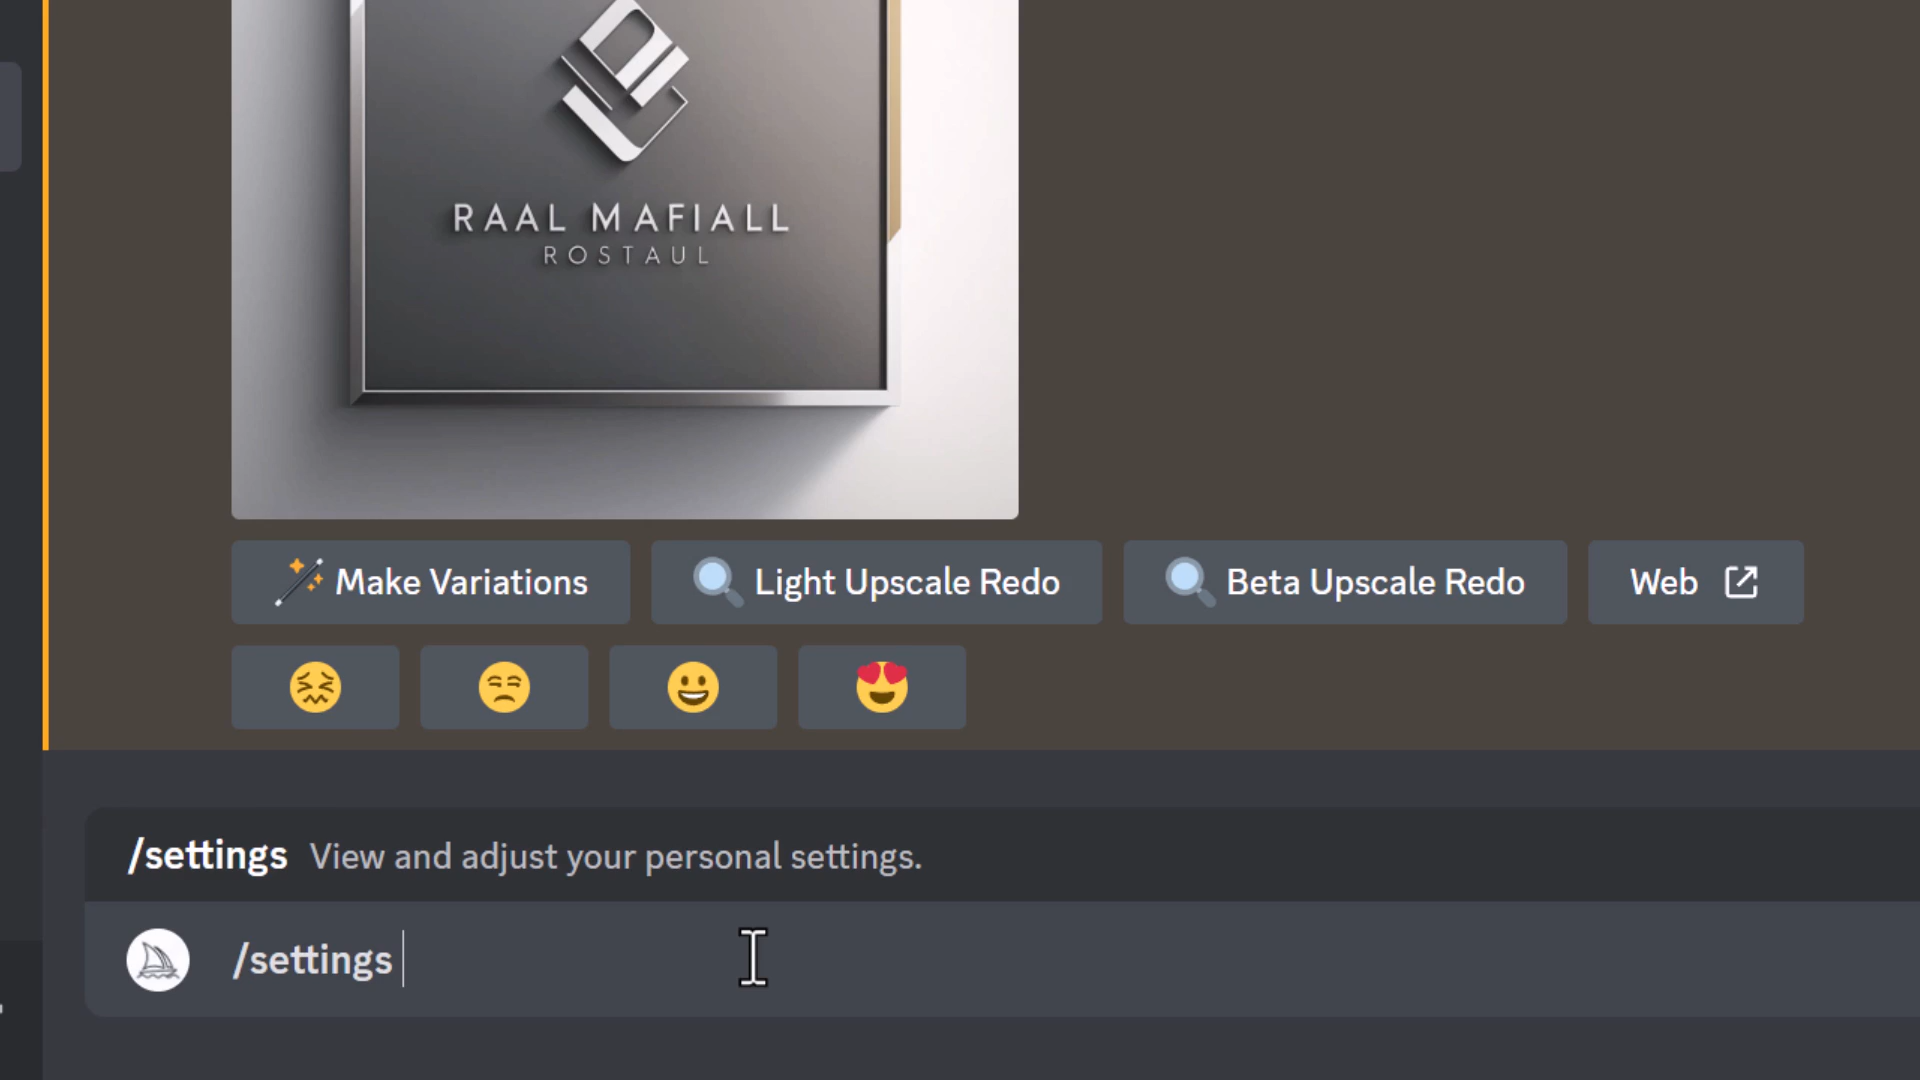 RAAL MAFIALL
ROSTAUL
Make Variations
Light Upscale Redo
Beta Upscale Redo
Web
/settings View and adjust your personal settings.
/settings